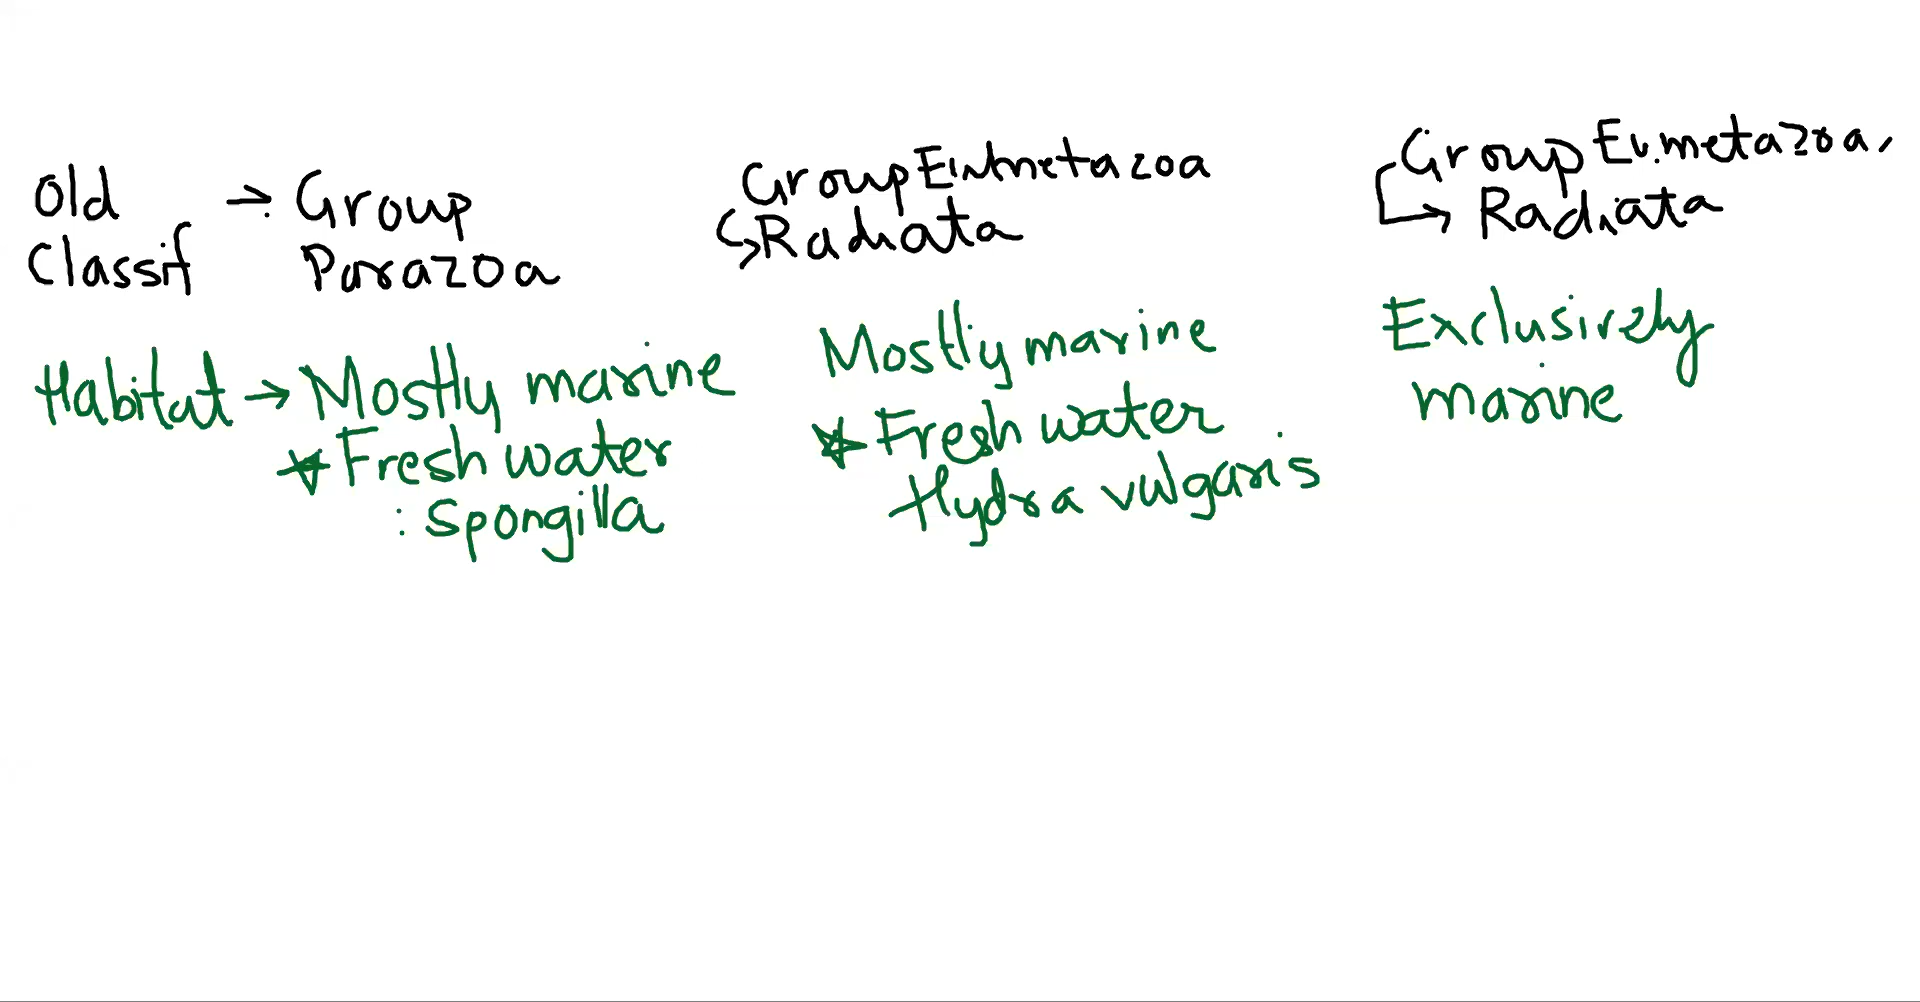 Old → Group
Classif Parazoa
Group Eumetazoa
↳ Radiata
Group Eumetazoa,
↳ Radiata
Habitat → Mostly marine
★ Fresh water
: Spongilla
Mostly marine
★ Fresh water
Hydra vulgaris
Exclusively
marine